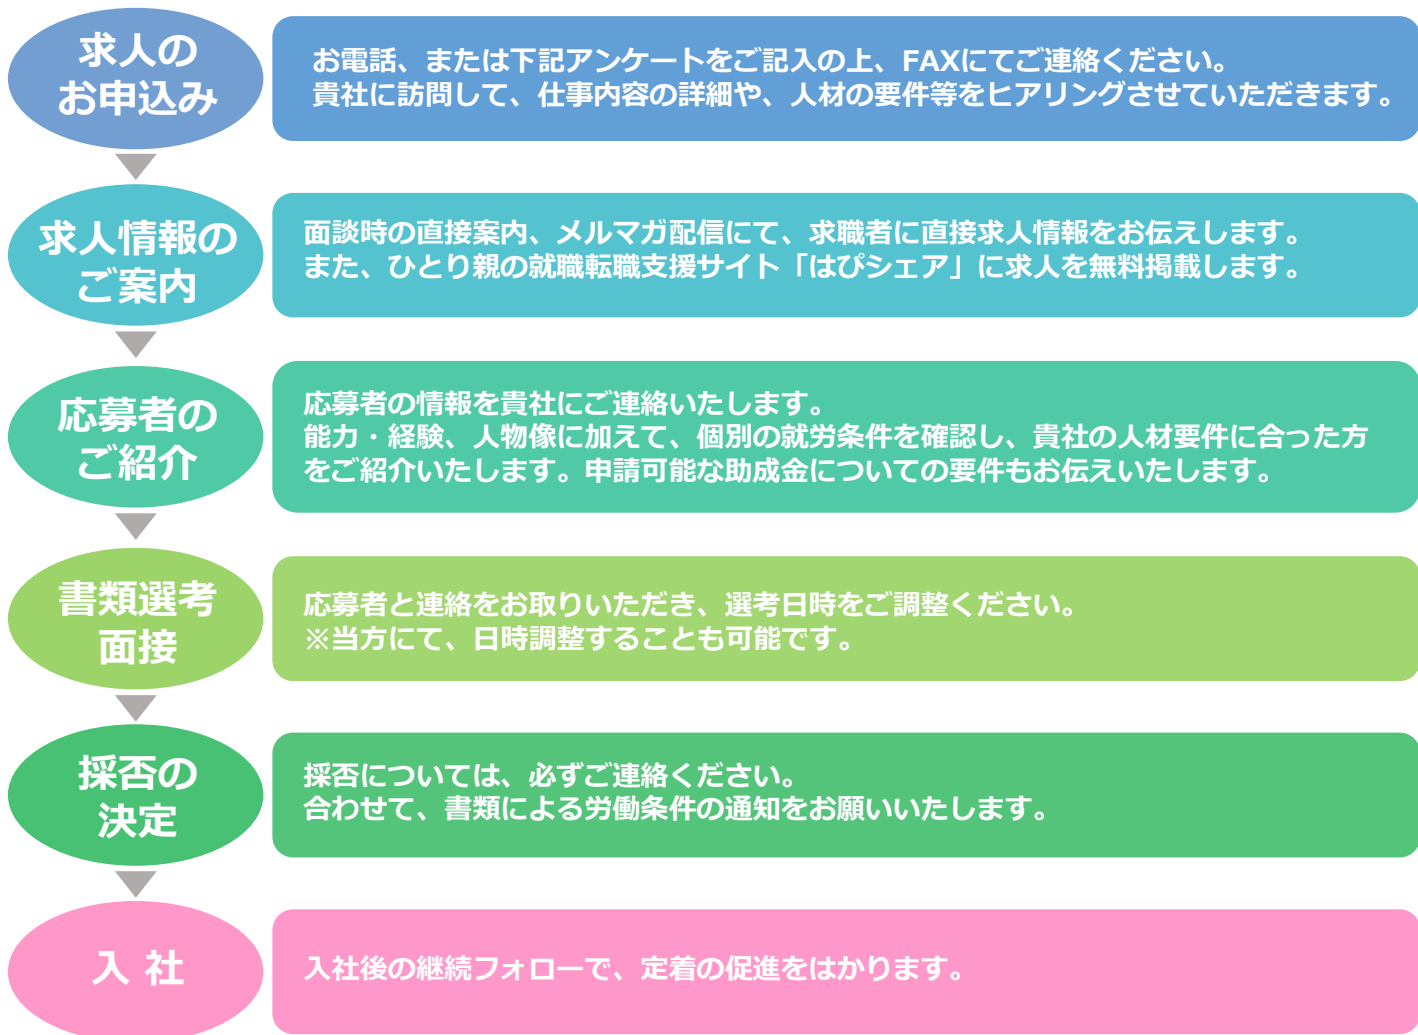 求人の
お申込み
お電話、または下記アンケートをご記入の上、FAXにてご連絡ください。
貴社に訪問して、仕事内容の詳細や、人材の要件等をヒアリングさせていただきます。
求人情報の
ご案内
面談時の直接案内、メルマガ配信にて、求職者に直接求人情報をお伝えします。
また、ひとり親の就職転職支援サイト「はぴシェア」に求人を無料掲載します。
応募者の
ご紹介
応募者の情報を貴社にご連絡いたします。
能力・経験、人物像に加えて、個別の就労条件を確認し、貴社の人材要件に合った方
をご紹介いたします。申請可能な助成金についての要件もお伝えいたします。
書類選考
面接
応募者と連絡をお取りいただき、選考日時をご調整ください。
※当方にて、日時調整することも可能です。
採否の
決定
採否については、必ずご連絡ください。
合わせて、書類による労働条件の通知をお願いいたします。
入 社
入社後の継続フォローで、定着の促進をはかります。